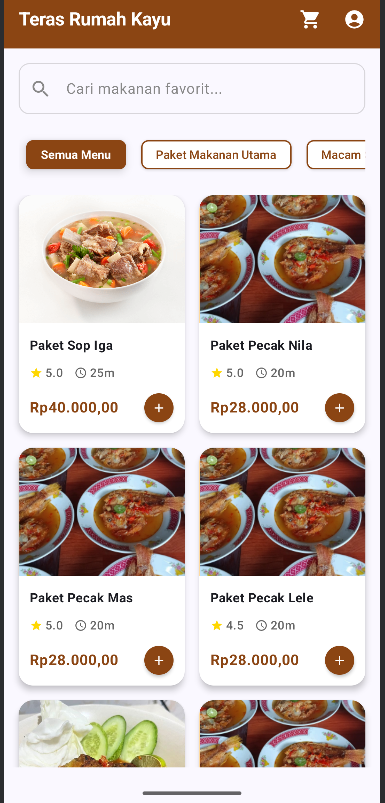 Teras Rumah Kayu
Cari makanan favorit...
Semua Menu
Paket Makanan Utama
Macam
Paket Sop Iga
5.0 25m
Rp40.000,00 +
Paket Pecak Nila
5.0 20m
Rp28.000,00 +
Paket Pecak Mas
5.0 20m
Rp28.000,00 +
Paket Pecak Lele
4.5 20m
Rp28.000,00 +